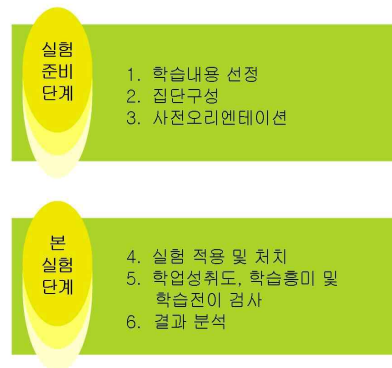 실험
준비
단계
1. 학습내용 선정
2. 집단구성
3. 사전오리엔테이션
본
실험
단계
4. 실험 적용 및 처치
5. 학업성취도, 학습흥미 및
학습전이 검사
6. 결과 분석